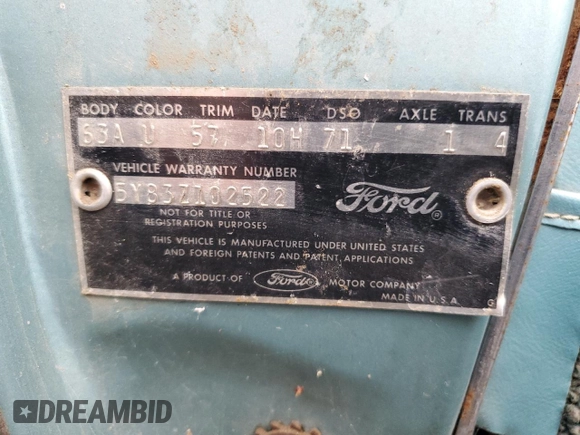 BODY COLOR TRIM DATE DSO AXLE TRANS
63A U 57 10H 71 1 4
VEHICLE WARRANTY NUMBER
5Y83Z102522
Ford
NOT FOR TITLE OR
REGISTRATION PURPOSES
THIS VEHICLE IS MANUFACTURED UNDER UNITED STATES
AND FOREIGN PATENTS AND PATENT APPLICATIONS
A PRODUCT OF Ford MOTOR COMPANY
MADE IN U.S.A.
G
DREAMBID